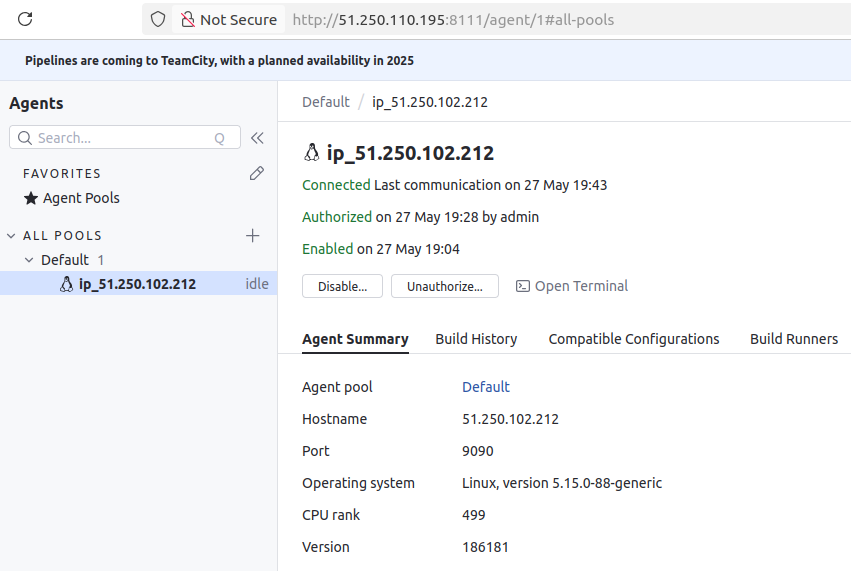 Not Secure http://51.250.110.195:8111/agent/1#all-pools
Pipelines are coming to TeamCity, with a planned availability in 2025
Agents
Search... Q
FAVORITES
Agent Pools
ALL POOLS
Default 1
ip_51.250.102.212 idle
Default / ip_51.250.102.212
ip_51.250.102.212
Connected Last communication on 27 May 19:43
Authorized on 27 May 19:28 by admin
Enabled on 27 May 19:04
Disable... Unauthorize... Open Terminal
Agent Summary Build History Compatible Configurations Build Runners
Agent pool Default
Hostname 51.250.102.212
Port 9090
Operating system Linux, version 5.15.0-88-generic
CPU rank 499
Version 186181